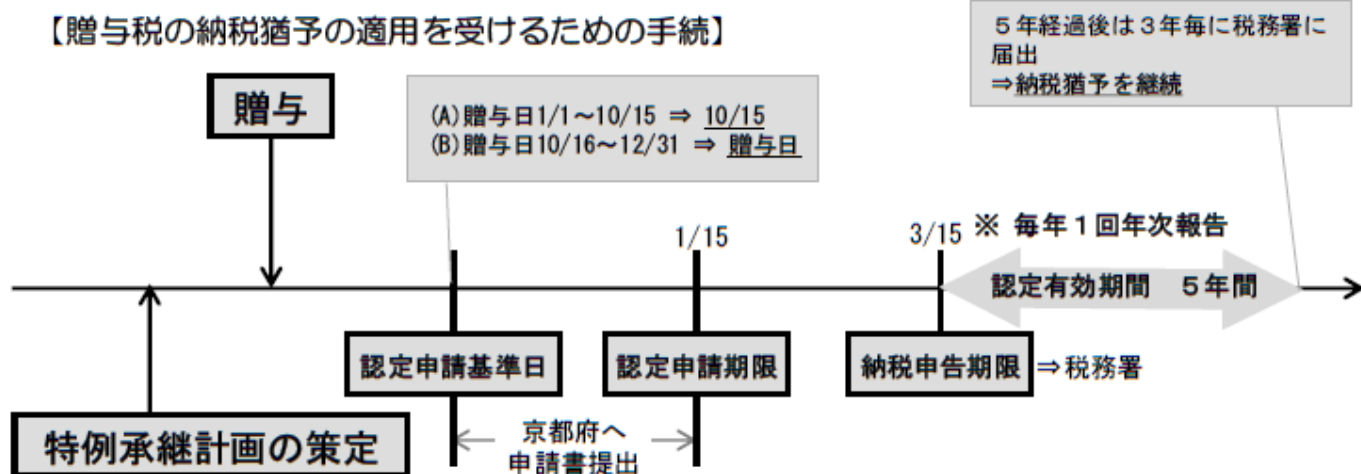 【贈与税の納税猶予の適用を受けるための手続】
５年経過後は３年毎に税務署に
届出
⇒納税猶予を継続
贈与
(A)贈与日1/1～10/15 ⇒ 10/15
(B)贈与日10/16～12/31 ⇒ 贈与日
1/15
3/15
※ 毎年１回年次報告
認定有効期間　５年間
認定申請基準日
認定申請期限
納税申告期限
⇒税務署
特例承継計画の策定
京都府へ
申請書提出